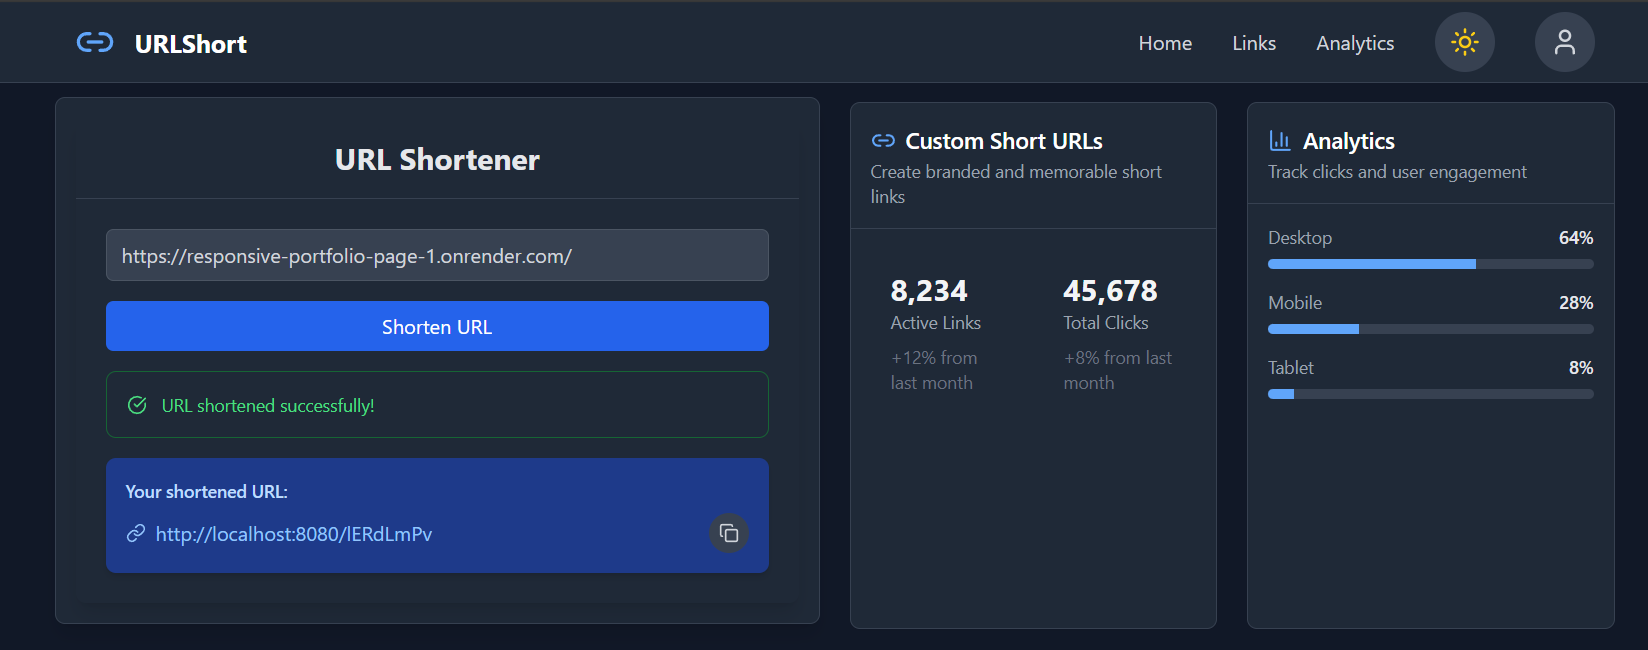 URLShort
Home
Links
Analytics
URL Shortener
https://responsive-portfolio-page-1.onrender.com/
Shorten URL
URL shortened successfully!
Your shortened URL:
http://localhost:8080/lERdLmPv
Custom Short URLs
Create branded and memorable short
links
8,234
Active Links
+12% from
last month
45,678
Total Clicks
+8% from last
month
Analytics
Track clicks and user engagement
Desktop 64%
Mobile 28%
Tablet 8%